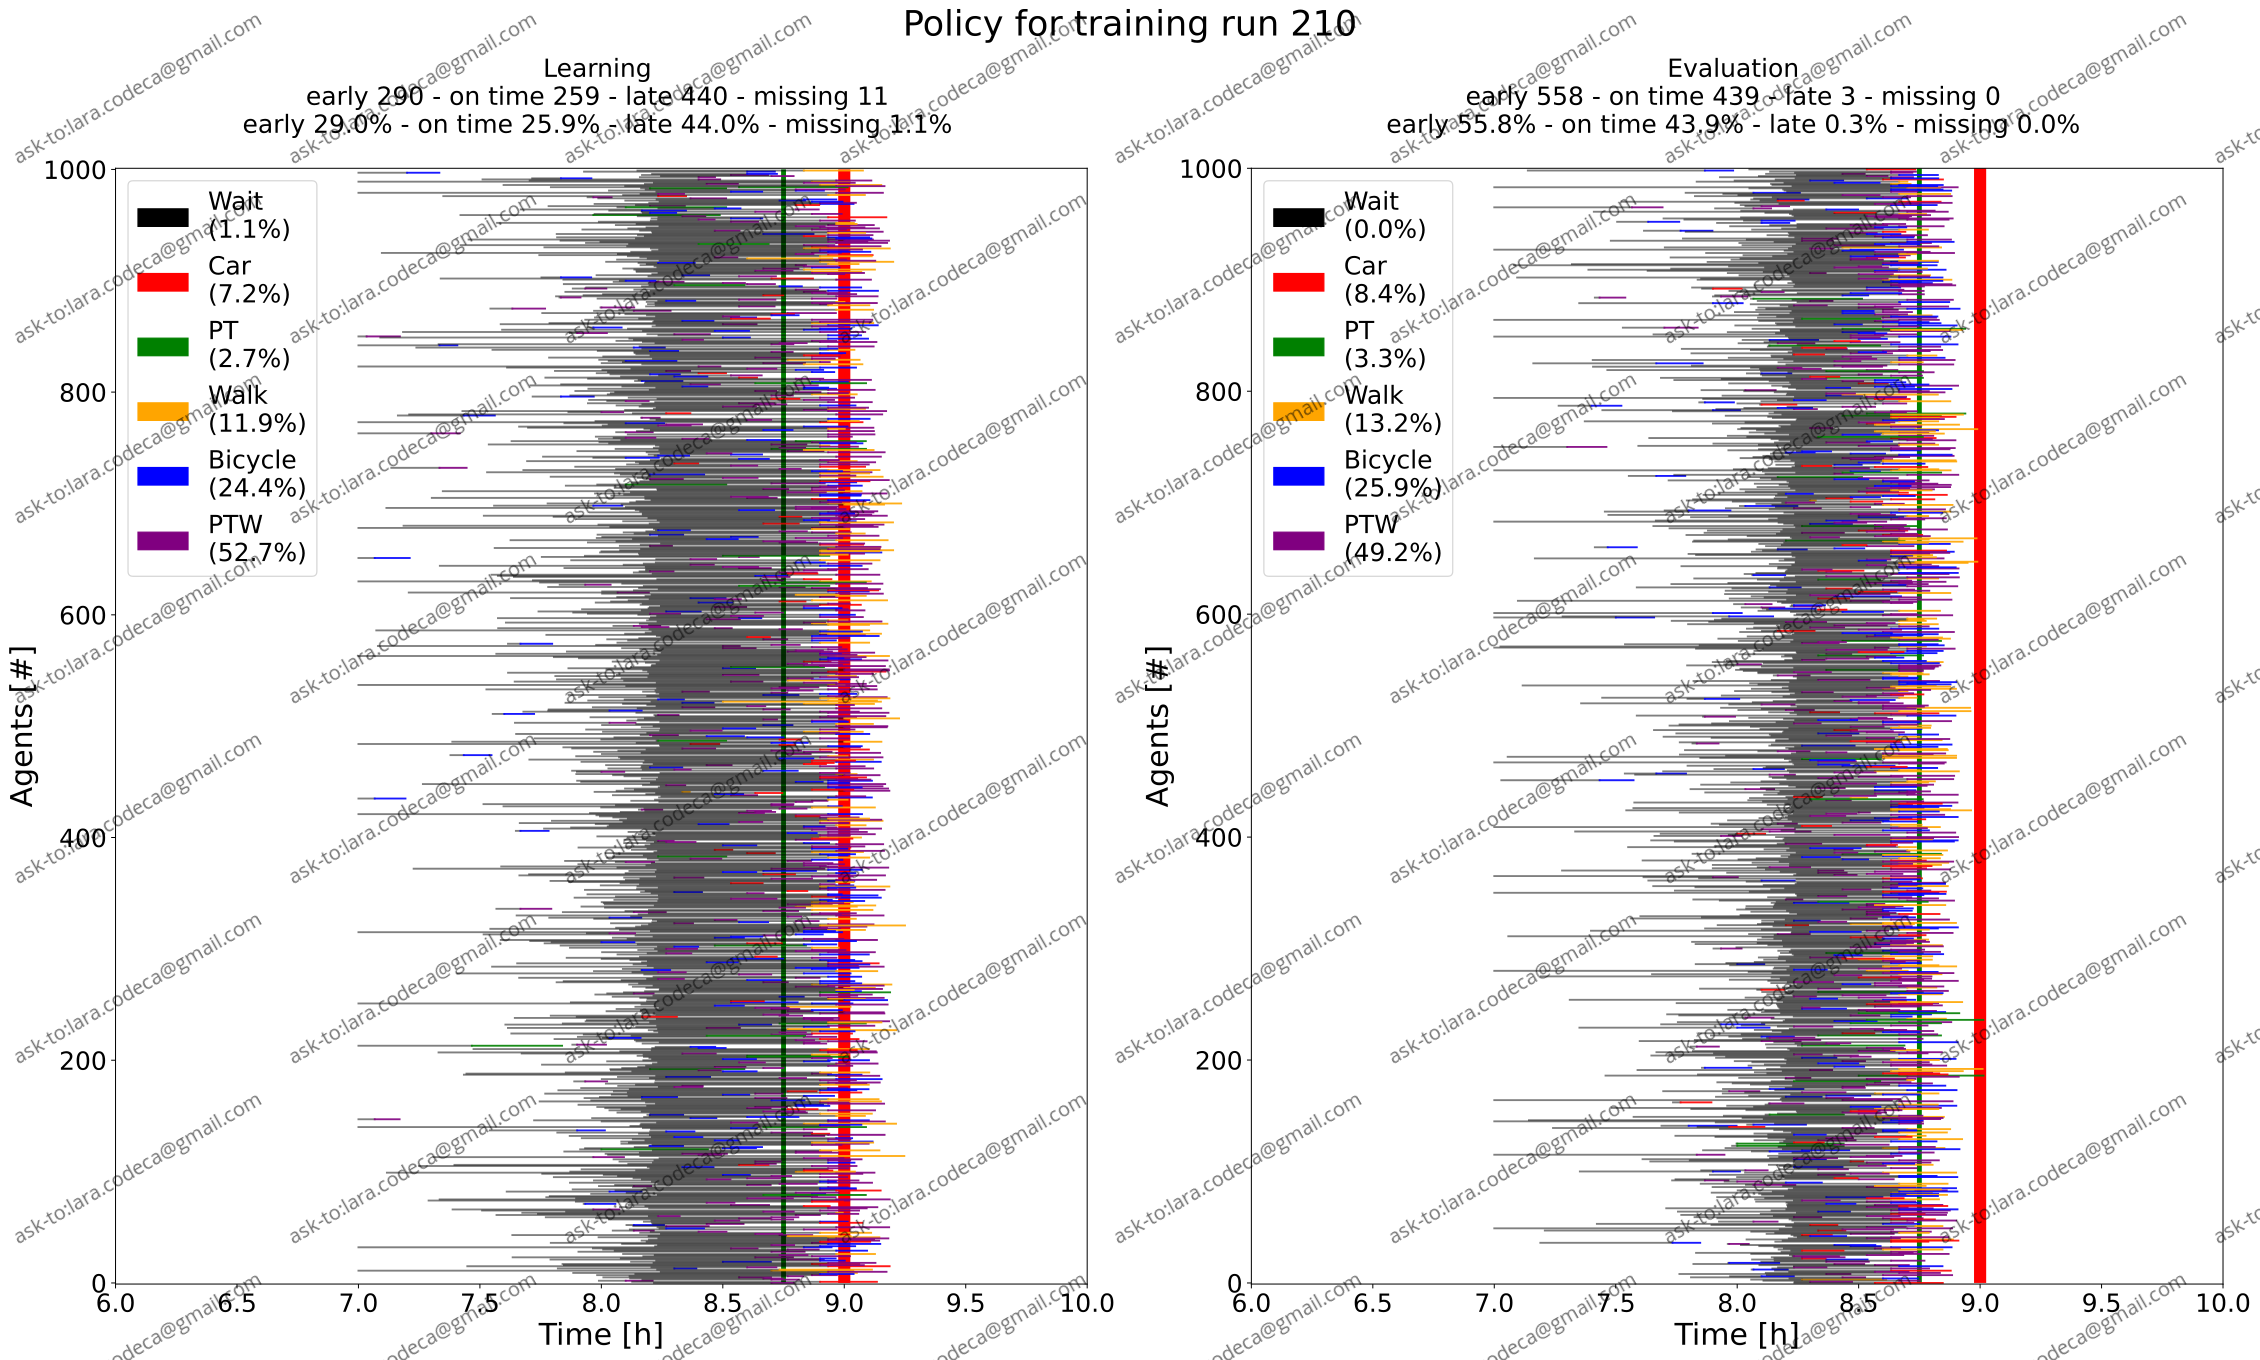 Policy for training run 210
Learning
early 290 - on time 259 - late 440 - missing 11
early 29.0% - on time 25.9% - late 44.0% - missing 1.1%
Agents [#]
1000
800
600
400
200
0
Wait
(1.1%)
Car
(7.2%)
PT
(2.7%)
Walk
(11.9%)
Bicycle
(24.4%)
PTW
(52.7%)
6.0 6.5 7.0 7.5 8.0 8.5 9.0 9.5 10.0
Time [h]
Evaluation
early 558 - on time 439 - late 3 - missing 0
early 55.8% - on time 43.9% - late 0.3% - missing 0.0%
Agents [#]
1000
800
600
400
200
0
Wait
(0.0%)
Car
(8.4%)
PT
(3.3%)
Walk
(13.2%)
Bicycle
(25.9%)
PTW
(49.2%)
6.0 6.5 7.0 7.5 8.0 8.5 9.0 9.5 10.0
Time [h]
ask-to:lara.codeca@gmail.com